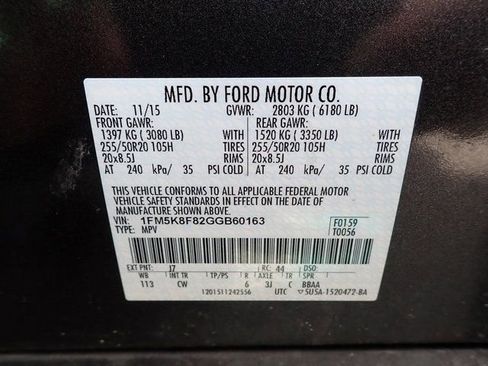 MFD. BY FORD MOTOR CO.
DATE: 11/15 GVWR: 2803 KG ( 6180 LB)
FRONT GAWR: REAR GAWR:
1397 KG ( 3080 LB) WITH 1520 KG ( 3350 LB) WITH
255/50R20 105H TIRES 255/50R20 105H TIRES
20x8.5J RIMS 20x8.5J RIMS
AT 240 kPa/ 35 PSI COLD AT 240 kPa/ 35 PSI COLD
THIS VEHICLE CONFORMS TO ALL APPLICABLE FEDERAL MOTOR
VEHICLE SAFETY STANDARDS IN EFFECT ON THE DATE OF
MANUFACTURE SHOWN ABOVE.
VIN: 1FM5K8F82GGB60163 F0159
TYPE: MPV T0056
EXT PNT: J7 RC: 44 DSO:
WB INT TR TP/PS R AXLE TR SPR
113 CW 6 3J C BBAA
1201511242556 UTC 5U5A-1520472-BA